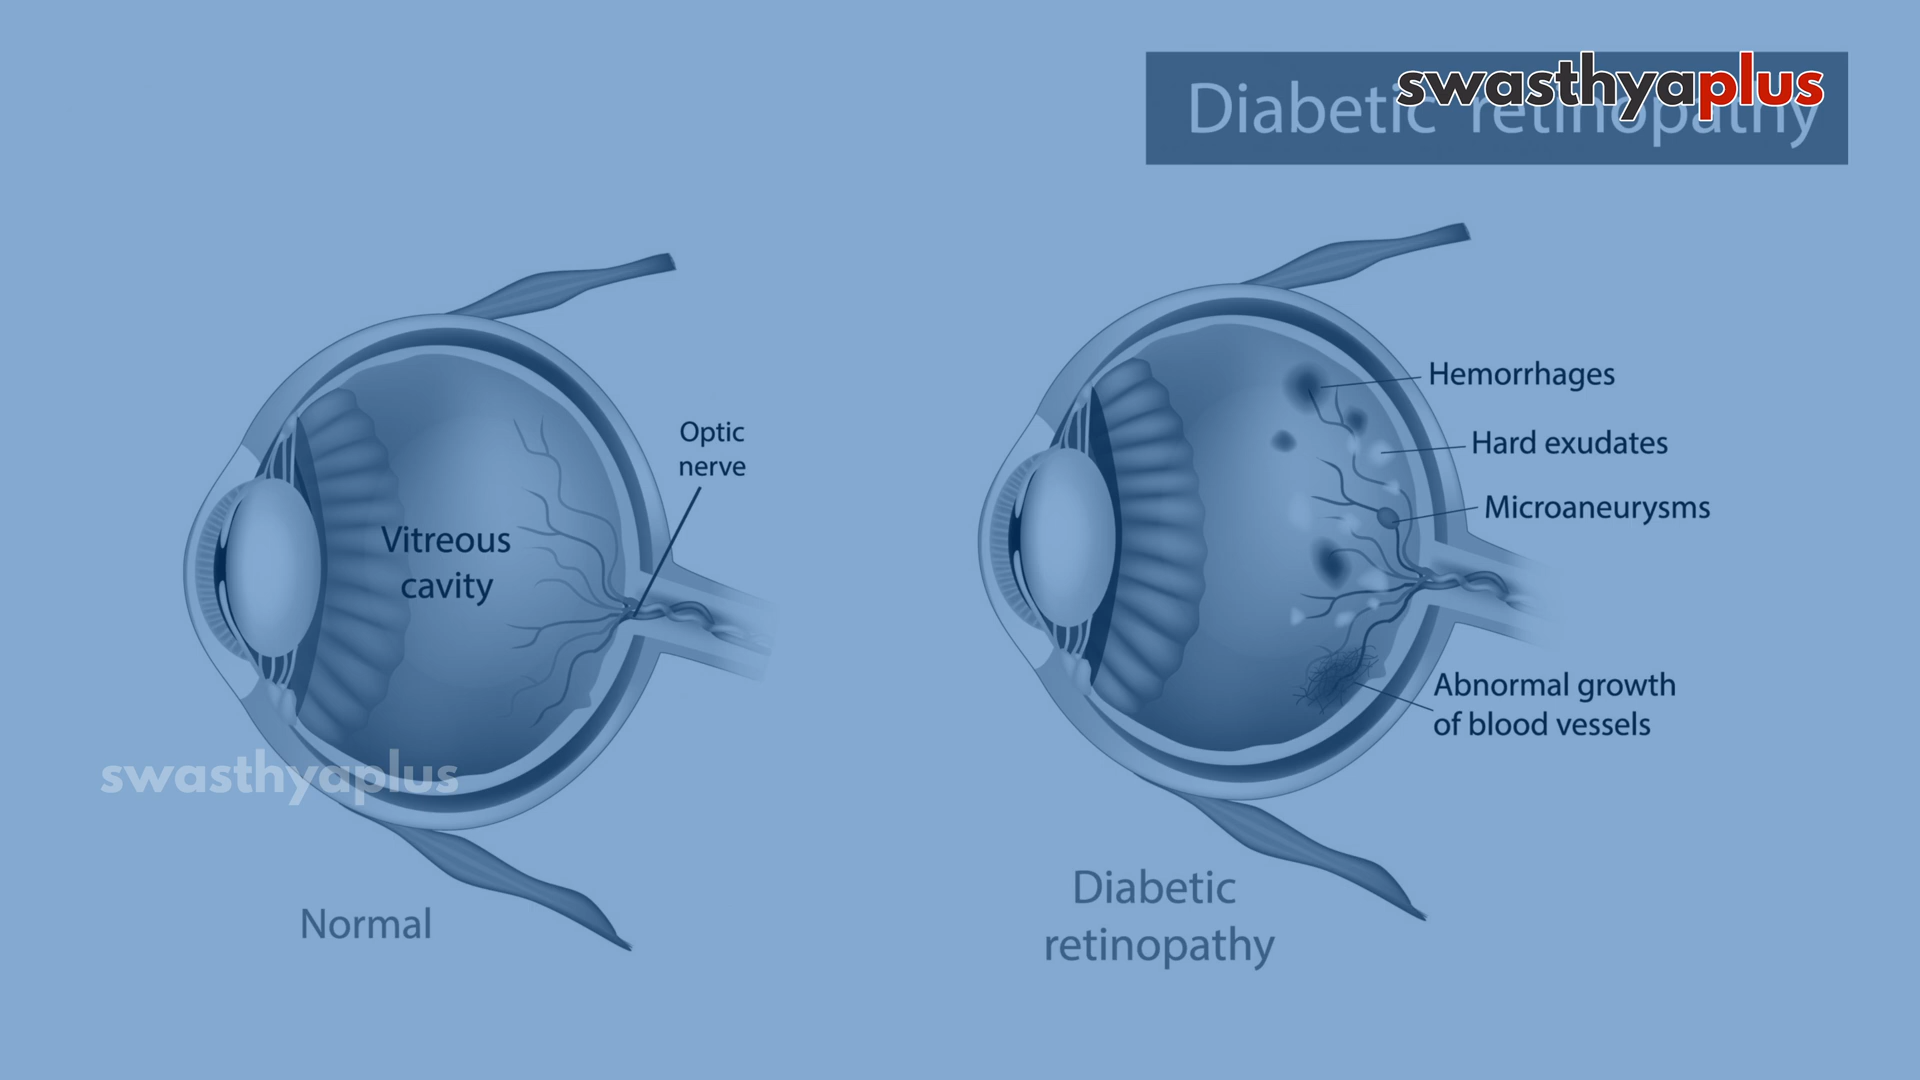 swasthyaplus
Diabetic retinopathy
Hemorrhages
Hard exudates
Microaneurysms
Abnormal growth
of blood vessels
Optic
nerve
Vitreous
cavity
swasthyaplus
Normal
Diabetic
retinopathy